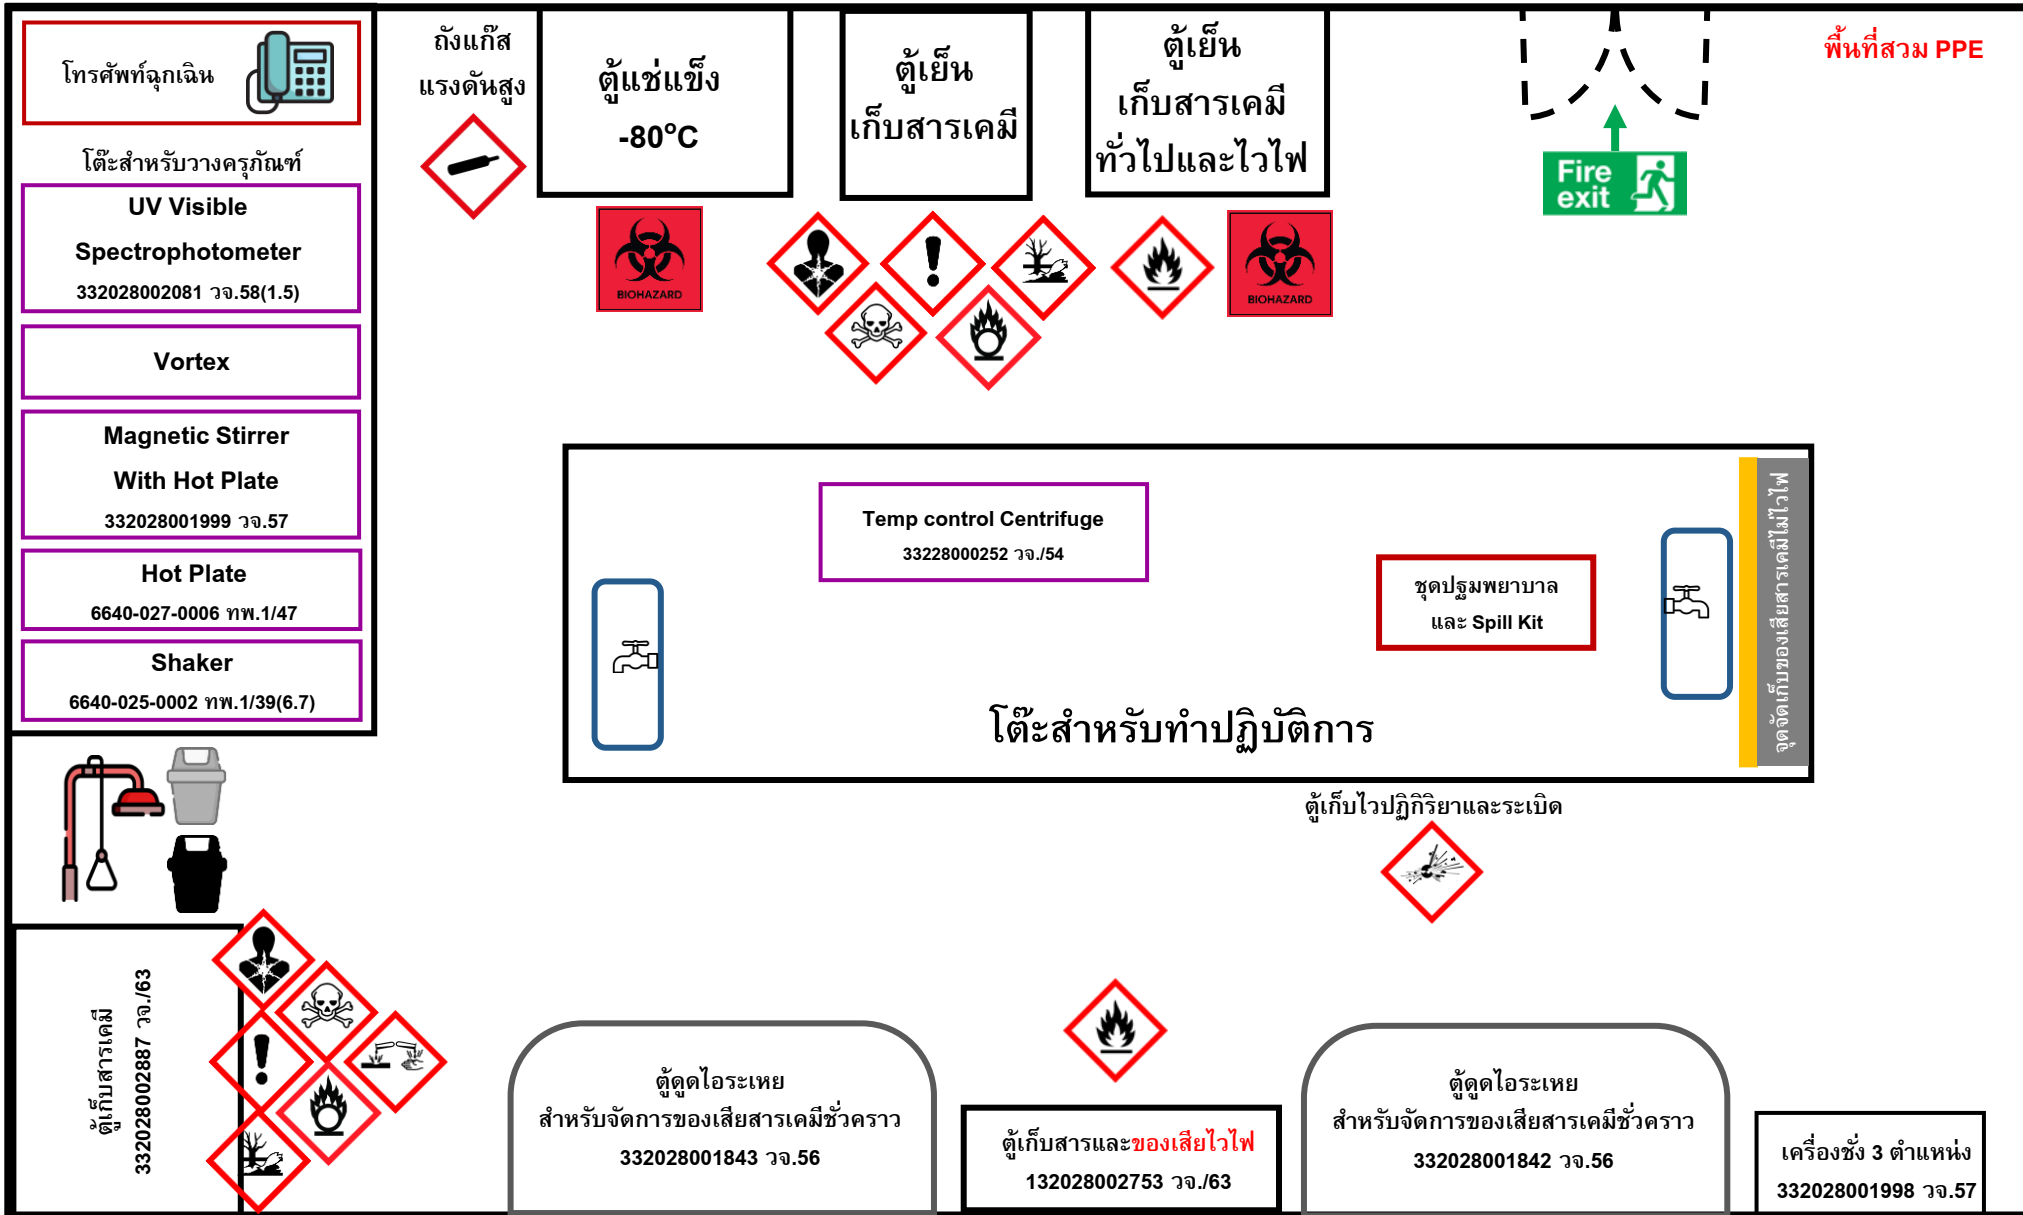 โทรศัพท์ฉุกเฉิน
โต๊ะสำหรับวางครุภัณฑ์
UV Visible
Spectrophotometer
332028002081 วจ.58(1.5)
Vortex
Magnetic Stirrer
With Hot Plate
332028001999 วจ.57
Hot Plate
6640-027-0006 ทพ.1/47
Shaker
6640-025-0002 ทพ.1/39(6.7)
ถังแก๊ส
แรงดันสูง
ตู้แช่แข็ง
-80°C
BIOHAZARD
ตู้เย็น
เก็บสารเคมี
ตู้เย็น
เก็บสารเคมี
ทั่วไปและไวไฟ
BIOHAZARD
Fire
exit
พื้นที่สวม PPE
Temp control Centrifuge
33228000252 วจ./54
ชุดปฐมพยาบาล
และ Spill Kit
จุดจัดเก็บของเสียสารเคมีไม่ไวไฟ
โต๊ะสำหรับทำปฏิบัติการ
ตู้เก็บไวปฏิกิริยาและระเบิด
ตู้เก็บสารเคมี
332028002887 วจ./63
ตู้ดูดไอระเหย
สำหรับจัดการของเสียสารเคมีชั่วคราว
332028001843 วจ.56
ตู้เก็บสารและของเสียไวไฟ
132028002753 วจ./63
ตู้ดูดไอระเหย
สำหรับจัดการของเสียสารเคมีชั่วคราว
332028001842 วจ.56
เครื่องชั่ง 3 ตำแหน่ง
332028001998 วจ.57